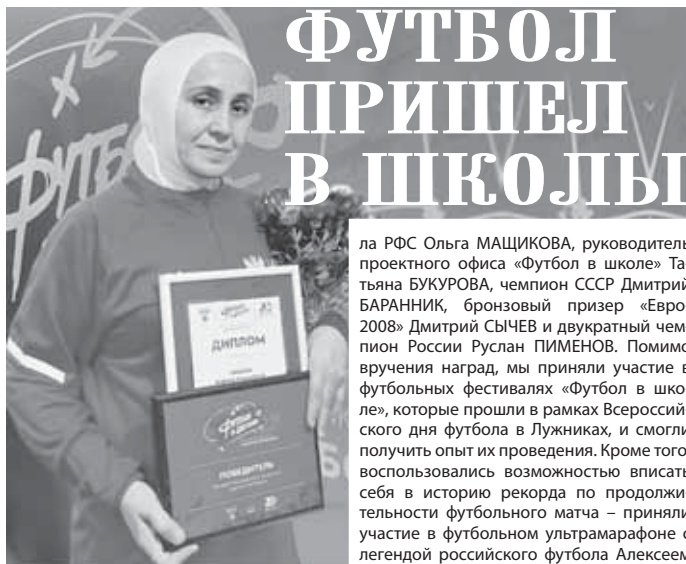 ФУТБОЛ
ПРИШЕЛ
В ШКОЛЫ
ФУТБО
ДИПЛОМ
ПОБЕДИТЕЛЬ
ла РФС Ольга МАЩИКОВА, руководитель
проектного офиса «Футбол в школе» Та-
тьяна БУКУРОВА, чемпион СССР Дмитрий
БАРАННИК, бронзовый призер «Евро-
2008» Дмитрий СЫЧЕВ и двукратный чем-
пион России Руслан ПИМЕНОВ. Помимо
вручения наград, мы приняли участие в
футбольных фестивалях «Футбол в шко-
ле», которые прошли в рамках Всероссий-
ского дня футбола в Лужниках, и смогли
получить опыт их проведения. Кроме того,
воспользовались возможностью вписать
себя в историю рекорда по продолжи-
тельности футбольного матча – приняли
участие в футбольном ультрамарафоне с
легендой российского футбола Алексеем